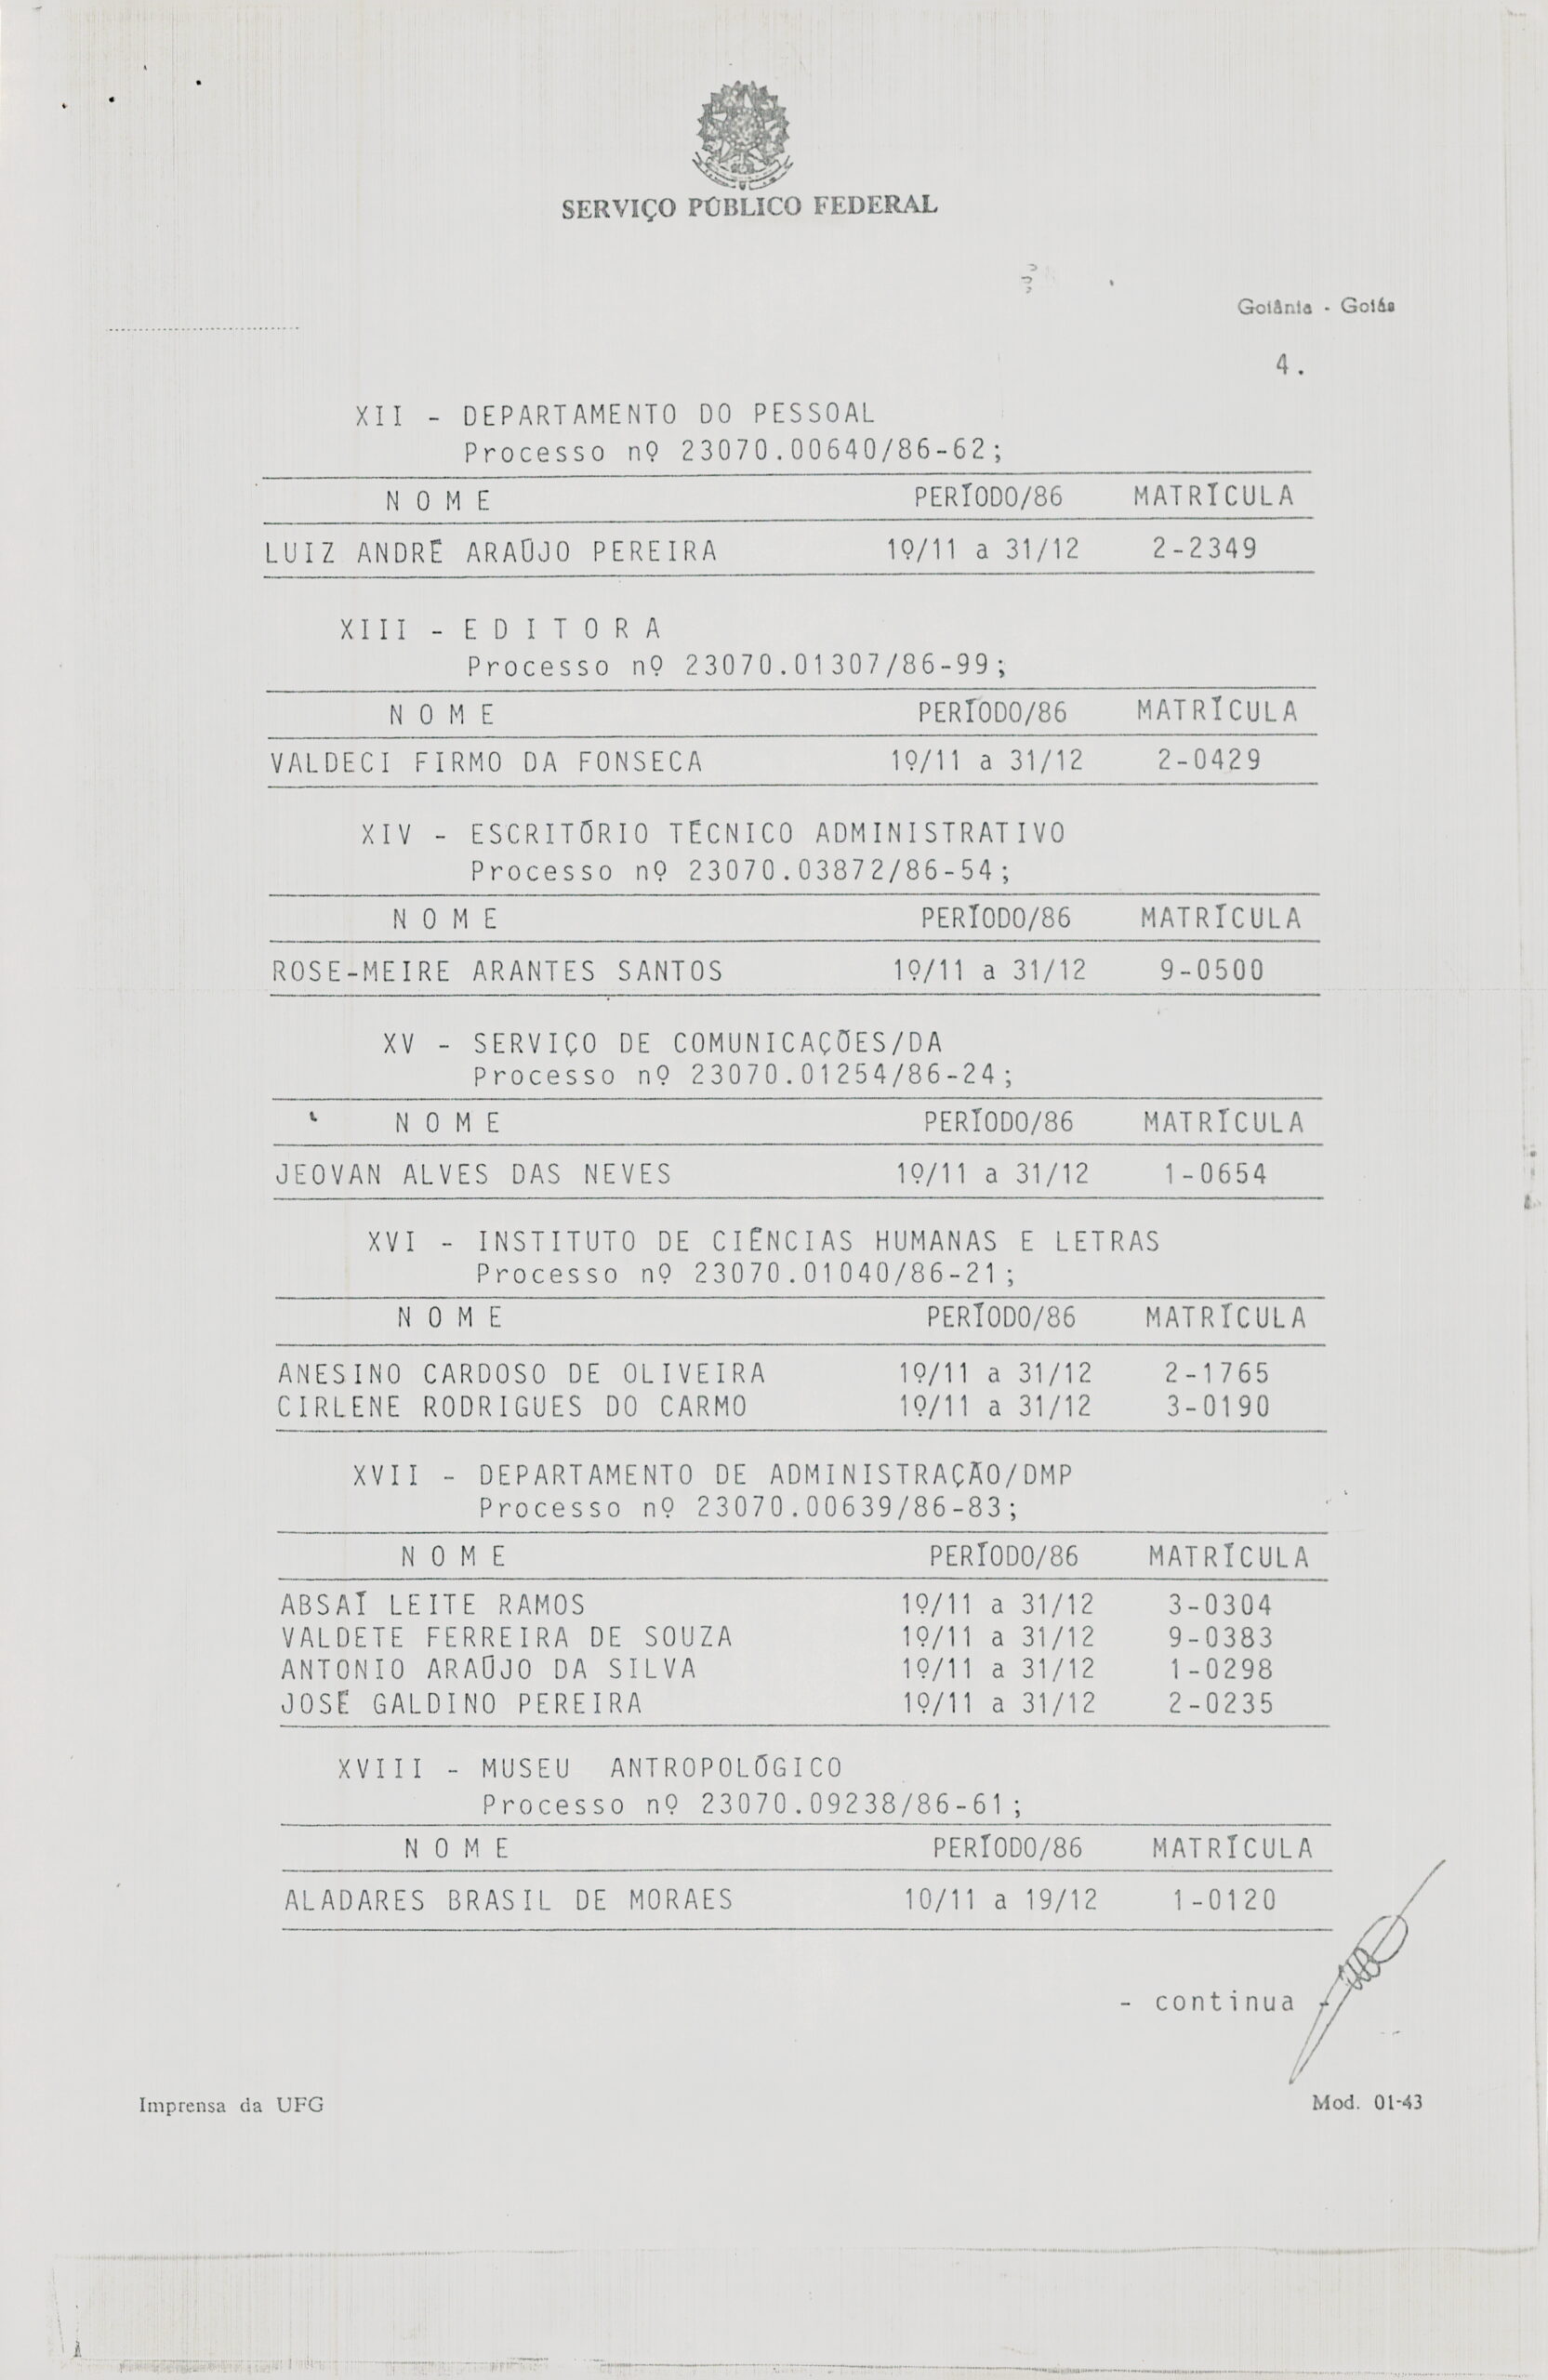 SERVIÇO PÚBLICO FEDERAL
Goiânia - Goiás
4.
XII - DEPARTAMENTO DO PESSOAL
Processo nº 23070.00640/86-62;
N O M E PERÍODO/86 MATRÍCULA
LUIZ ANDRÉ ARAÚJO PEREIRA 1º/11 a 31/12 2-2349
XIII - E D I T O R A
Processo nº 23070.01307/86-99;
N O M E PERÍODO/86 MATRÍCULA
VALDECI FIRMO DA FONSECA 1º/11 a 31/12 2-0429
XIV - ESCRITÓRIO TÉCNICO ADMINISTRATIVO
Processo nº 23070.03872/86-54;
N O M E PERÍODO/86 MATRÍCULA
ROSE-MEIRE ARANTES SANTOS 1º/11 a 31/12 9-0500
XV - SERVIÇO DE COMUNICAÇÕES/DA
Processo nº 23070.01254/86-24;
N O M E PERÍODO/86 MATRÍCULA
JEOVAN ALVES DAS NEVES 1º/11 a 31/12 1-0654
XVI - INSTITUTO DE CIÊNCIAS HUMANAS E LETRAS
Processo nº 23070.01040/86-21;
N O M E PERÍODO/86 MATRÍCULA
ANESINO CARDOSO DE OLIVEIRA 1º/11 a 31/12 2-1765
CIRLENE RODRIGUES DO CARMO 1º/11 a 31/12 3-0190
XVII - DEPARTAMENTO DE ADMINISTRAÇÃO/DMP
Processo nº 23070.00639/86-83;
N O M E PERÍODO/86 MATRÍCULA
ABSAÍ LEITE RAMOS 1º/11 a 31/12 3-0304
VALDETE FERREIRA DE SOUZA 1º/11 a 31/12 9-0383
ANTONIO ARAÚJO DA SILVA 1º/11 a 31/12 1-0298
JOSÉ GALDINO PEREIRA 1º/11 a 31/12 2-0235
XVIII - MUSEU ANTROPOLÓGICO
Processo nº 23070.09238/86-61;
N O M E PERÍODO/86 MATRÍCULA
ALADARES BRASIL DE MORAES 10/11 a 19/12 1-0120
- continua -
Imprensa da UFG Mod. 01-43